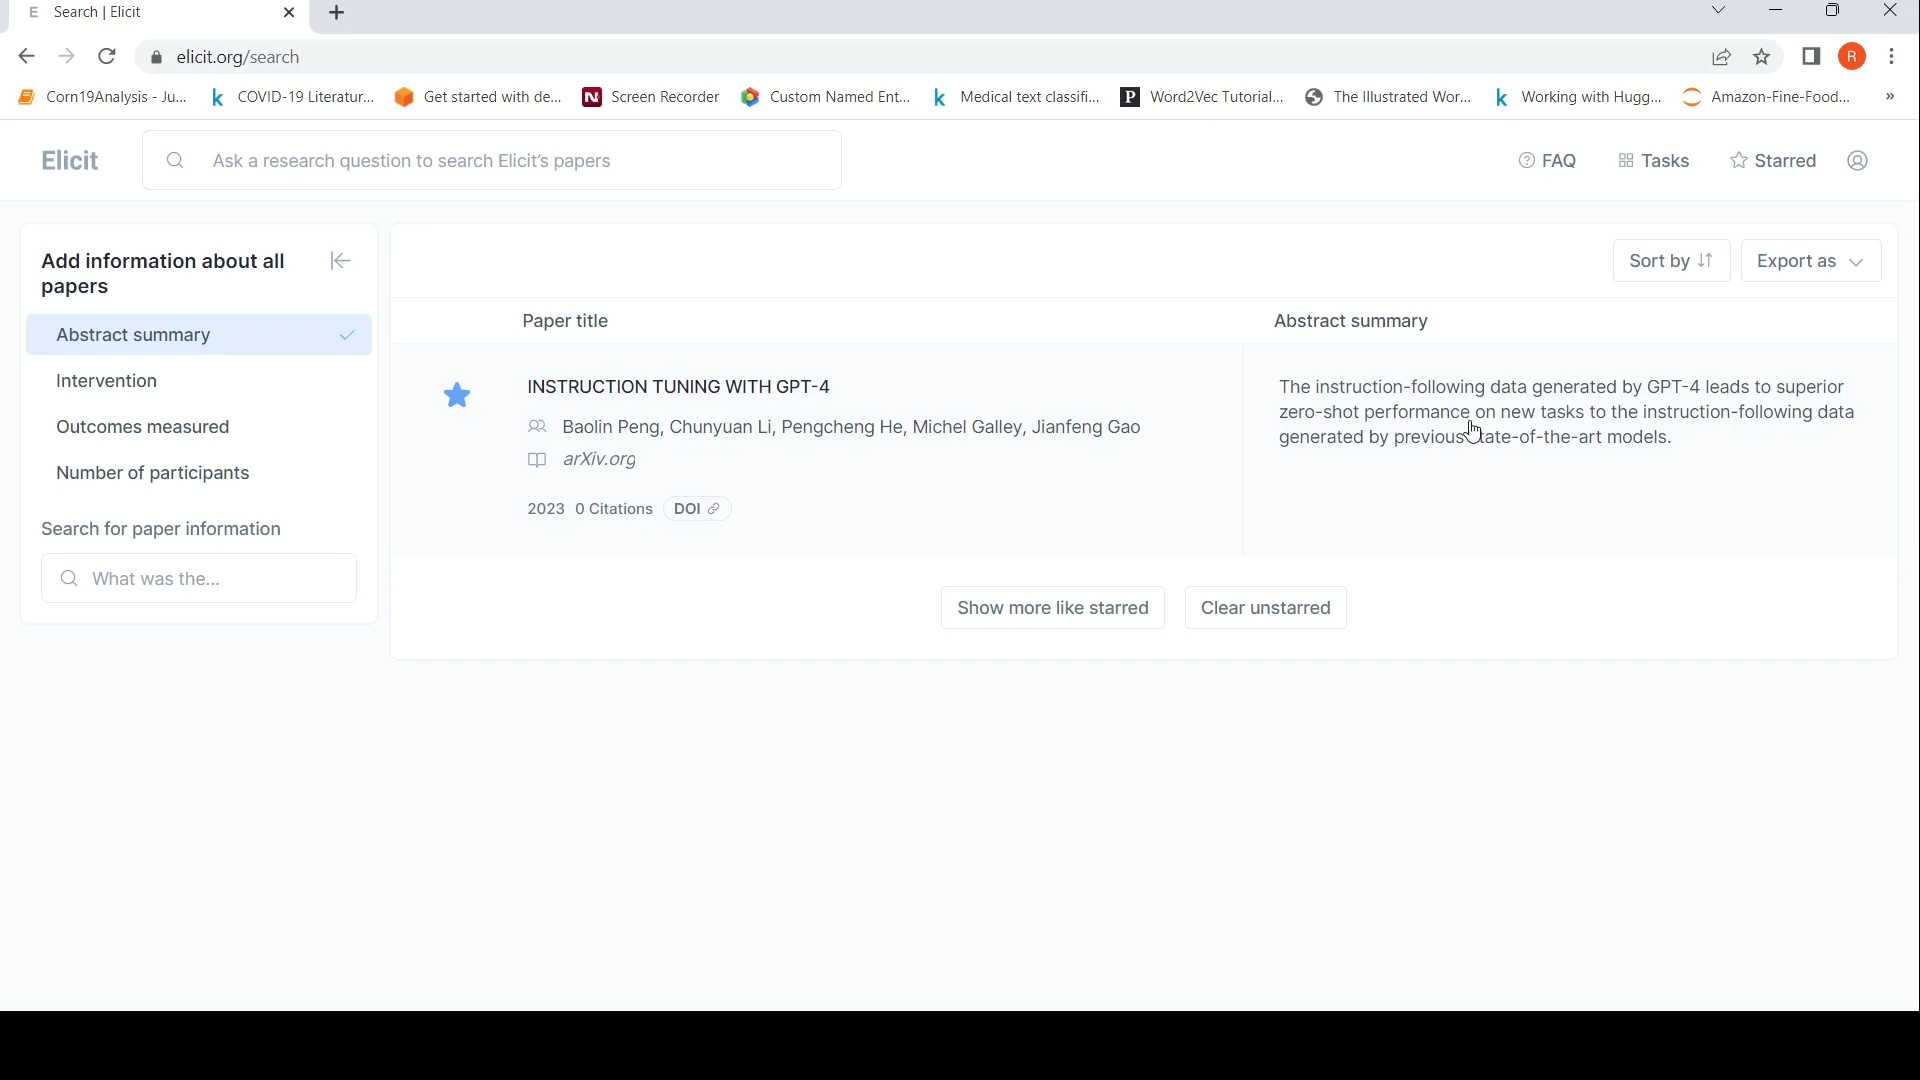 E Search | Elicit
elicit.org/search
R
Corn19Analysis - Ju... COVID-19 Literatur... Get started with de... Screen Recorder Custom Named Ent... Medical text classifi... Word2Vec Tutorial... The Illustrated Wor... Working with Hugg... Amazon-Fine-Food... »
Elicit
Ask a research question to search Elicit's papers
FAQ Tasks Starred
Add information about all
papers
Abstract summary
Intervention
Outcomes measured
Number of participants
Search for paper information
What was the...
Sort by Export as
Paper title Abstract summary
INSTRUCTION TUNING WITH GPT-4
Baolin Peng, Chunyuan Li, Pengcheng He, Michel Galley, Jianfeng Gao
arXiv.org
2023 0 Citations DOI
The instruction-following data generated by GPT-4 leads to superior
zero-shot performance on new tasks to the instruction-following data
generated by previous state-of-the-art models.
Show more like starred Clear unstarred